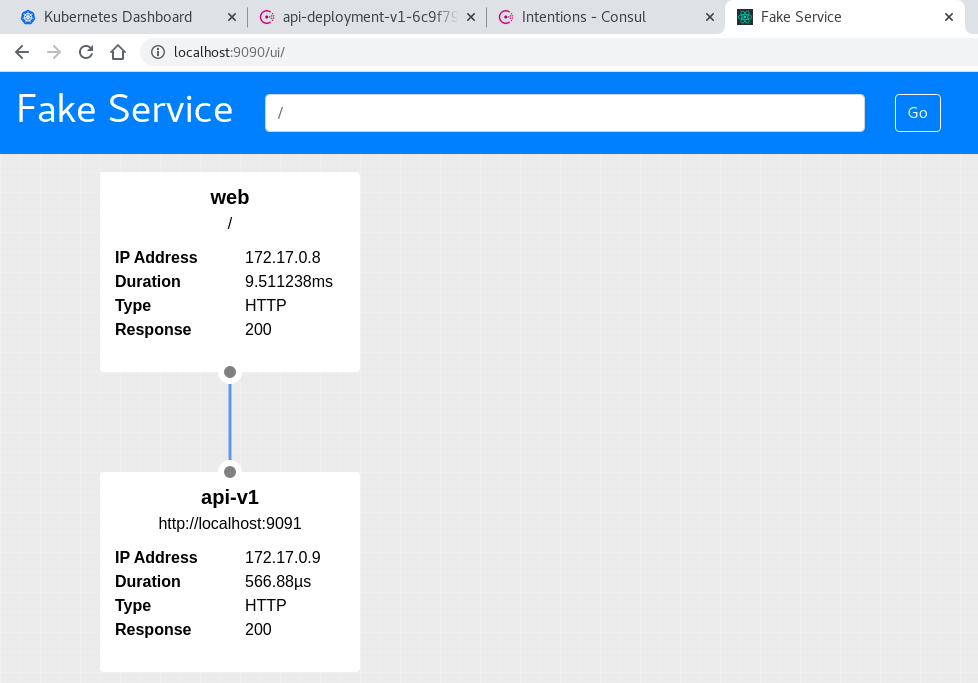 Kubernetes Dashboard
api-deployment-v1-6c9f79
Intentions - Consul
Fake Service
localhost:9090/ui/
Fake Service
/
Go
web
/
IP Address 172.17.0.8
Duration 9.511238ms
Type HTTP
Response 200
api-v1
http://localhost:9091
IP Address 172.17.0.9
Duration 566.88µs
Type HTTP
Response 200